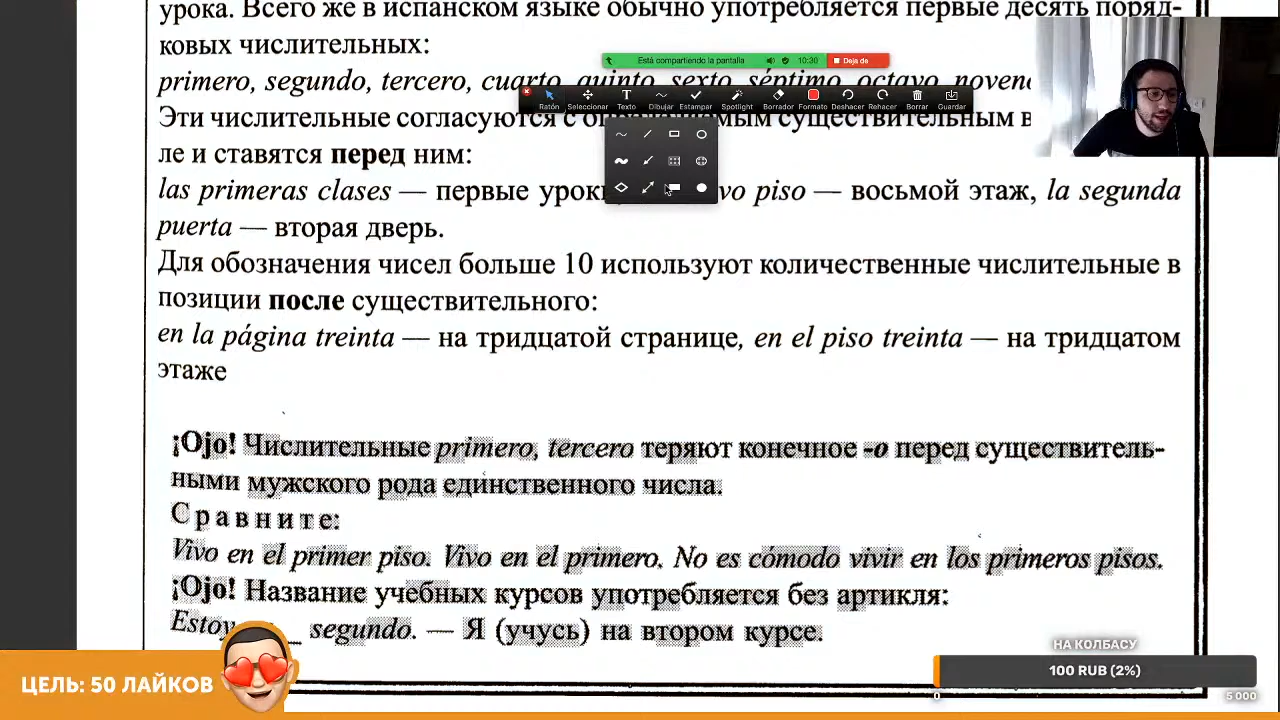 урока. Всего же в испанском языке обычно употребляется первые десять поряд-
ковых числительных:
Está compartiendo la pantalla 10:30 Deja de
primero, segundo, tercero, cuarto, quinto, sexto, séptimo, octavo, noveno
Ratón Seleccionar Texto Dibujar Estampar Spotlight Borrador Formato Deshacer Rehacer Borrar Guardar
Эти числительные согласуются с определяемым существительным в
ле и ставятся перед ним:
las primeras clases — первые уроки vo piso — восьмой этаж, la segunda
puerta — вторая дверь.
Для обозначения чисел больше 10 используют количественные числительные в
позиции после существительного:
en la página treinta — на тридцатой странице, en el piso treinta — на тридцатом
этаже
¡Ojo! Числительные primero, tercero теряют конечное -o перед существитель-
ными мужского рода единственного числа.
Сравните:
Vivo en el primer piso. Vivo en el primero. No es cómodo vivir en los primeros pisos.
¡Ojo! Название учебных курсов употребляется без артикля:
Estoy __ segundo. — Я (учусь) на втором курсе.
НА КОЛБАСУ
100 RUB (2%)
0 5 000
ЦЕЛЬ: 50 ЛАЙКОВ